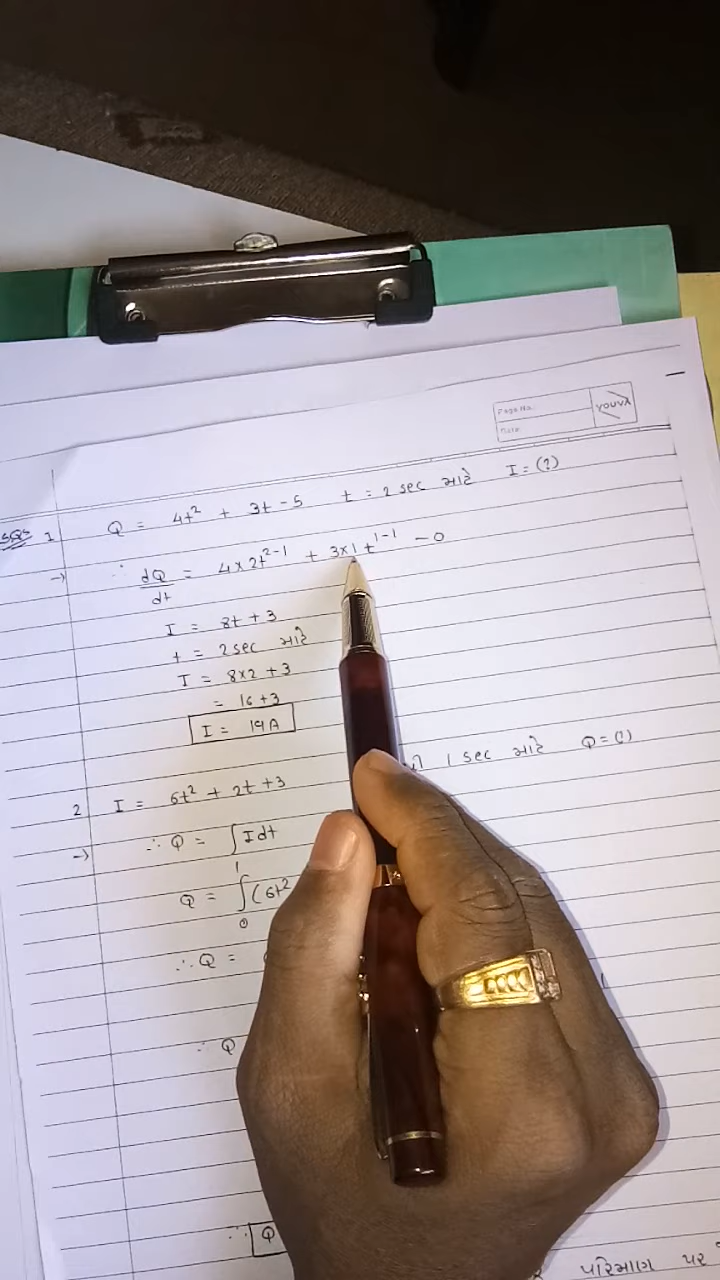 Page No.
Date:
YOUVA
1 Q = 4t² + 3t - 5 t = 2 sec માટે I = (?)
→ ∴ dQ/dt = 4 × 2t²⁻¹ + 3×1 t¹⁻¹ - 0
I = 8t + 3
t = 2sec માટે
I = 8×2 + 3
= 16+3
I = 19A
2 I = 6t² + 2t + 3 1 sec માટે Q = (?)
→ ∴ Q = ∫ I dt
Q = ∫₀¹ (6t²
∴ Q =
∴ Q
∴ Q
પરિમાણ પર